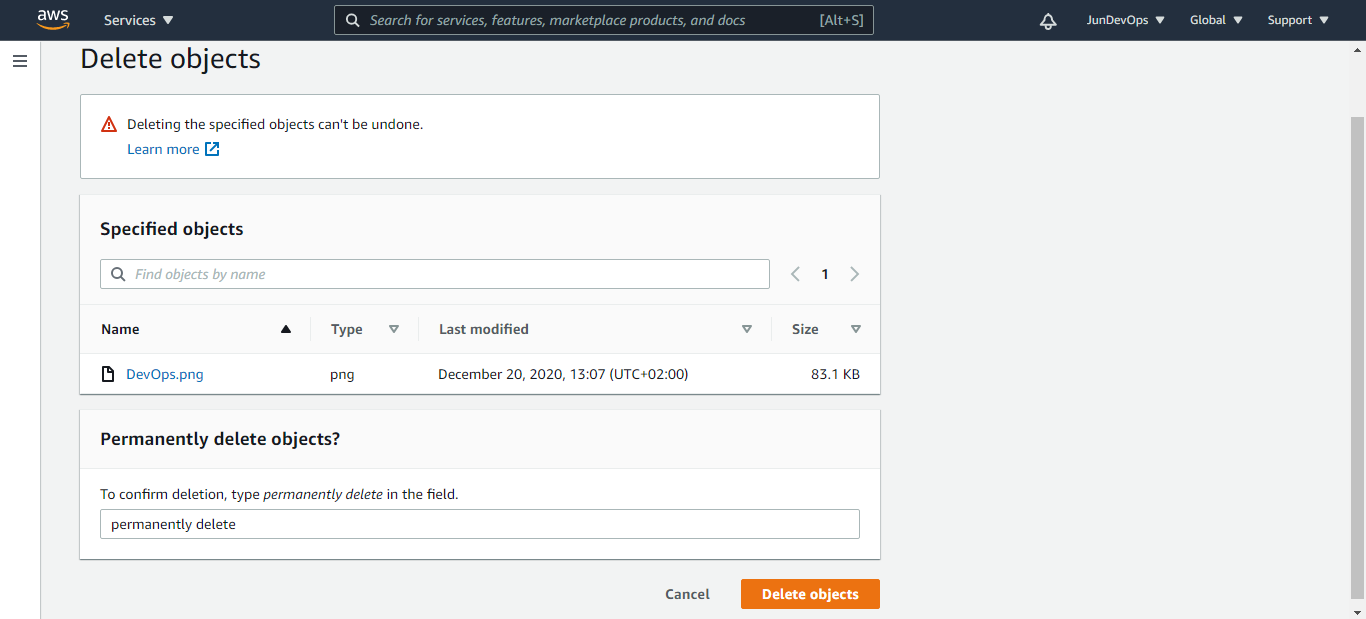 aws Services Search for services, features, marketplace products, and docs [Alt+S] JunDevOps Global Support
Delete objects
Deleting the specified objects can't be undone.
Learn more
Specified objects
Find objects by name 1
Name Type Last modified Size
DevOps.png png December 20, 2020, 13:07 (UTC+02:00) 83.1 KB
Permanently delete objects?
To confirm deletion, type permanently delete in the field.
permanently delete
Cancel Delete objects